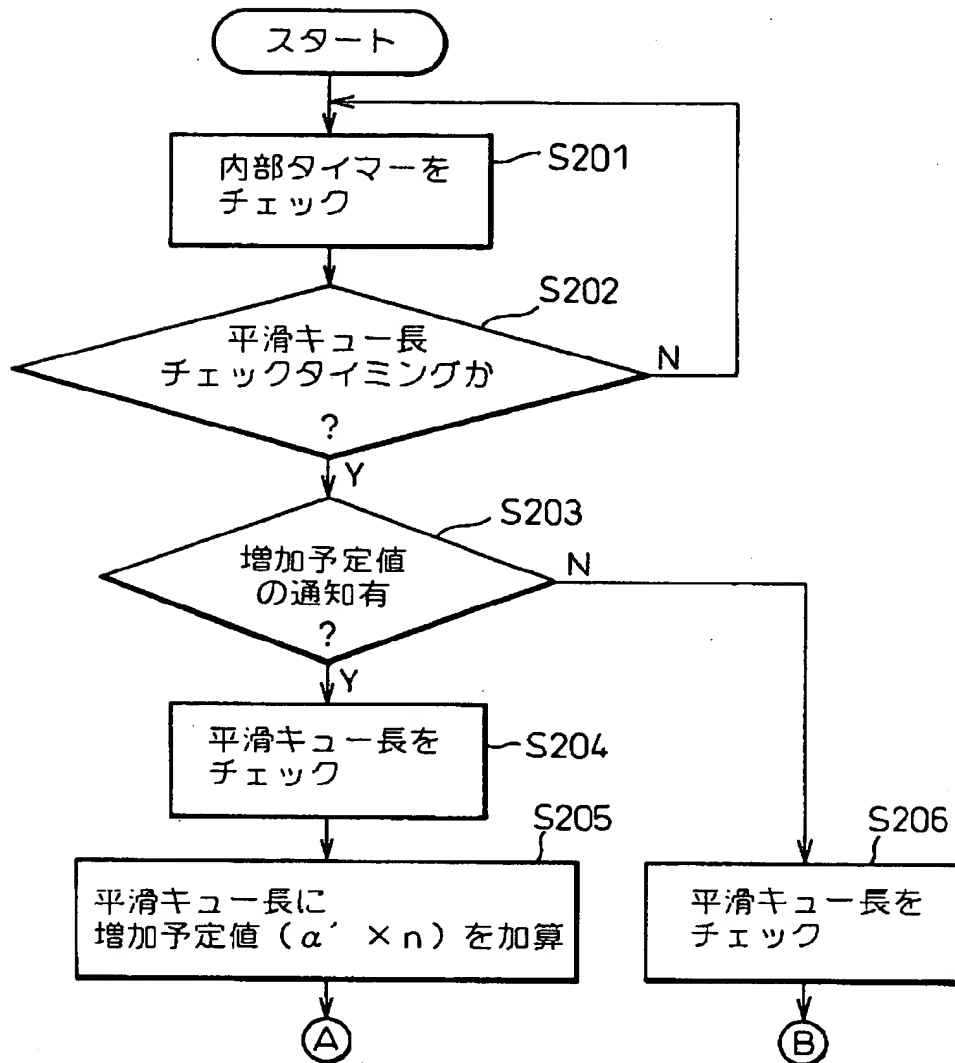 スタート
内部タイマーを
チェック
S201
S202
平滑キュー長
チェックタイミングか
?
N
Y
S203
増加予定値
の通知有
?
N
Y
平滑キュー長を
チェック
S204
S205
平滑キュー長に
増加予定値(α′×n)を加算
S206
平滑キュー長を
チェック
A
B